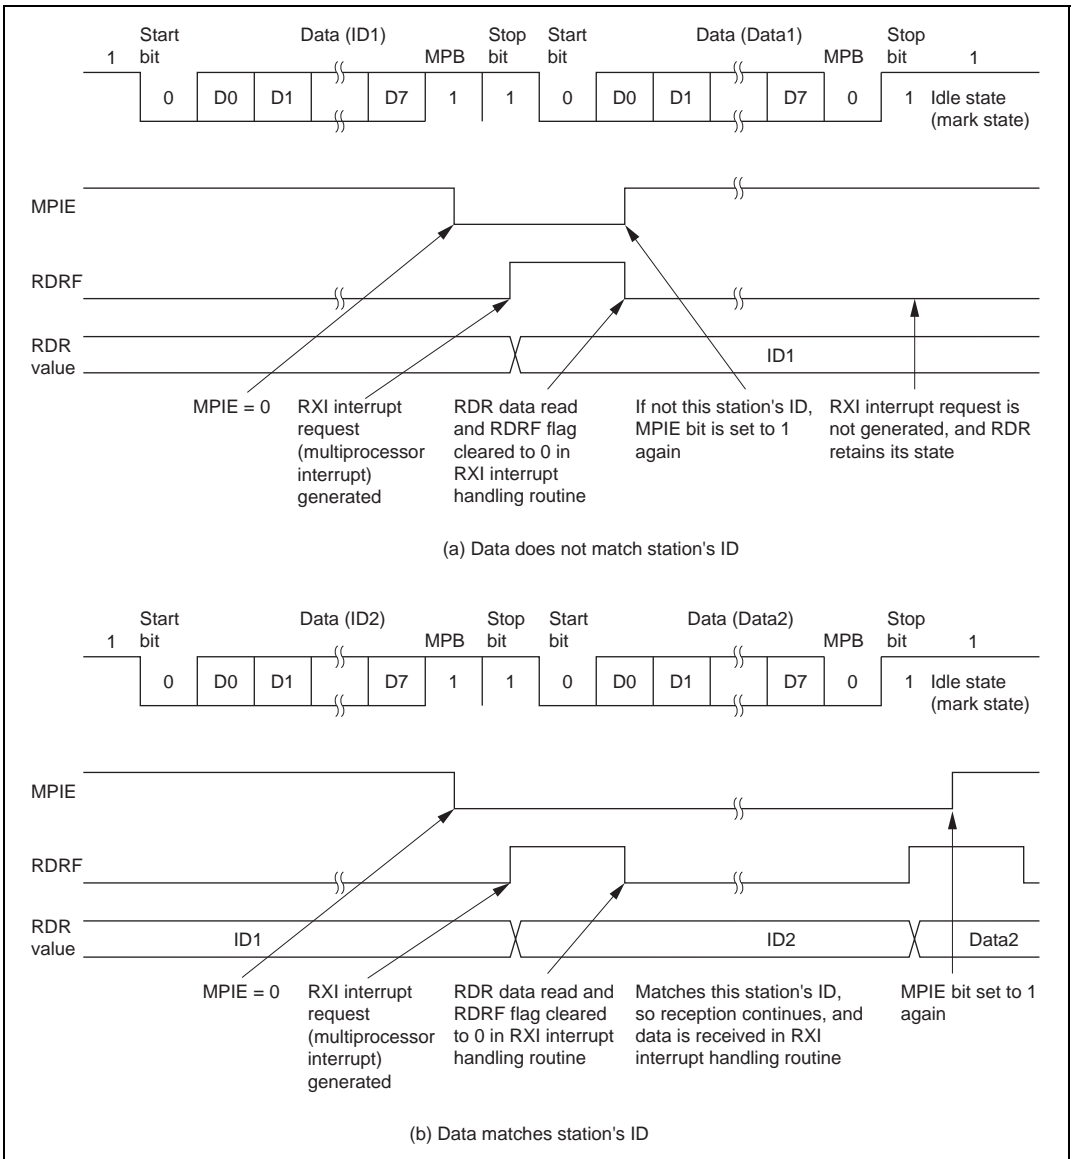 Start Data (ID1) Stop Start Data (Data1) Stop
1 bit MPB bit bit MPB bit 1
0 D0 D1 D7 1 1 0 D0 D1 D7 0 1 Idle state
(mark state)
MPIE
RDRF
RDR
value
ID1
MPIE = 0
RXI interrupt
request
(multiprocessor
interrupt)
generated
RDR data read
and RDRF flag
cleared to 0 in
RXI interrupt
handling routine
If not this station's ID,
MPIE bit is set to 1
again
RXI interrupt request is
not generated, and RDR
retains its state
(a) Data does not match station's ID
Start Data (ID2) Stop Start Data (Data2) Stop
1 bit MPB bit bit MPB bit 1
0 D0 D1 D7 1 1 0 D0 D1 D7 0 1 Idle state
(mark state)
MPIE
RDRF
RDR
value
ID1 ID2 Data2
MPIE = 0
RXI interrupt
request
(multiprocessor
interrupt)
generated
RDR data read and
RDRF flag cleared
to 0 in RXI interrupt
handling routine
Matches this station's ID,
so reception continues, and
data is received in RXI
interrupt handling routine
MPIE bit set to 1
again
(b) Data matches station's ID